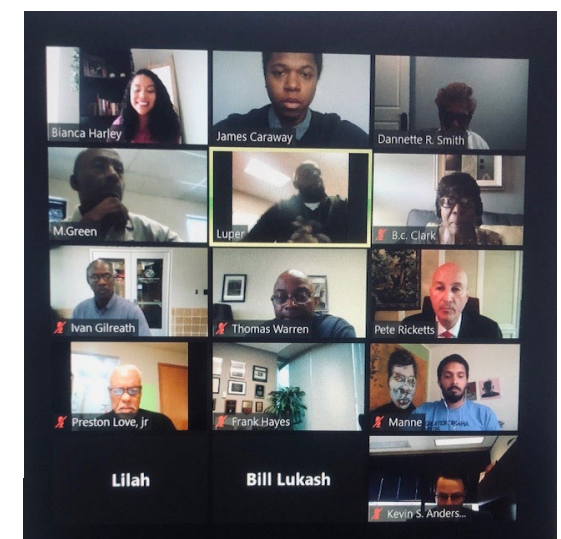 Bianca Harley
James Caraway
Dannette R. Smith
M.Green
Luper
B.c. Clark
Ivan Gilreath
Thomas Warren
Pete Ricketts
Preston Love, jr
Frank Hayes
Manne
Lilah
Bill Lukash
Kevin S. Anders...